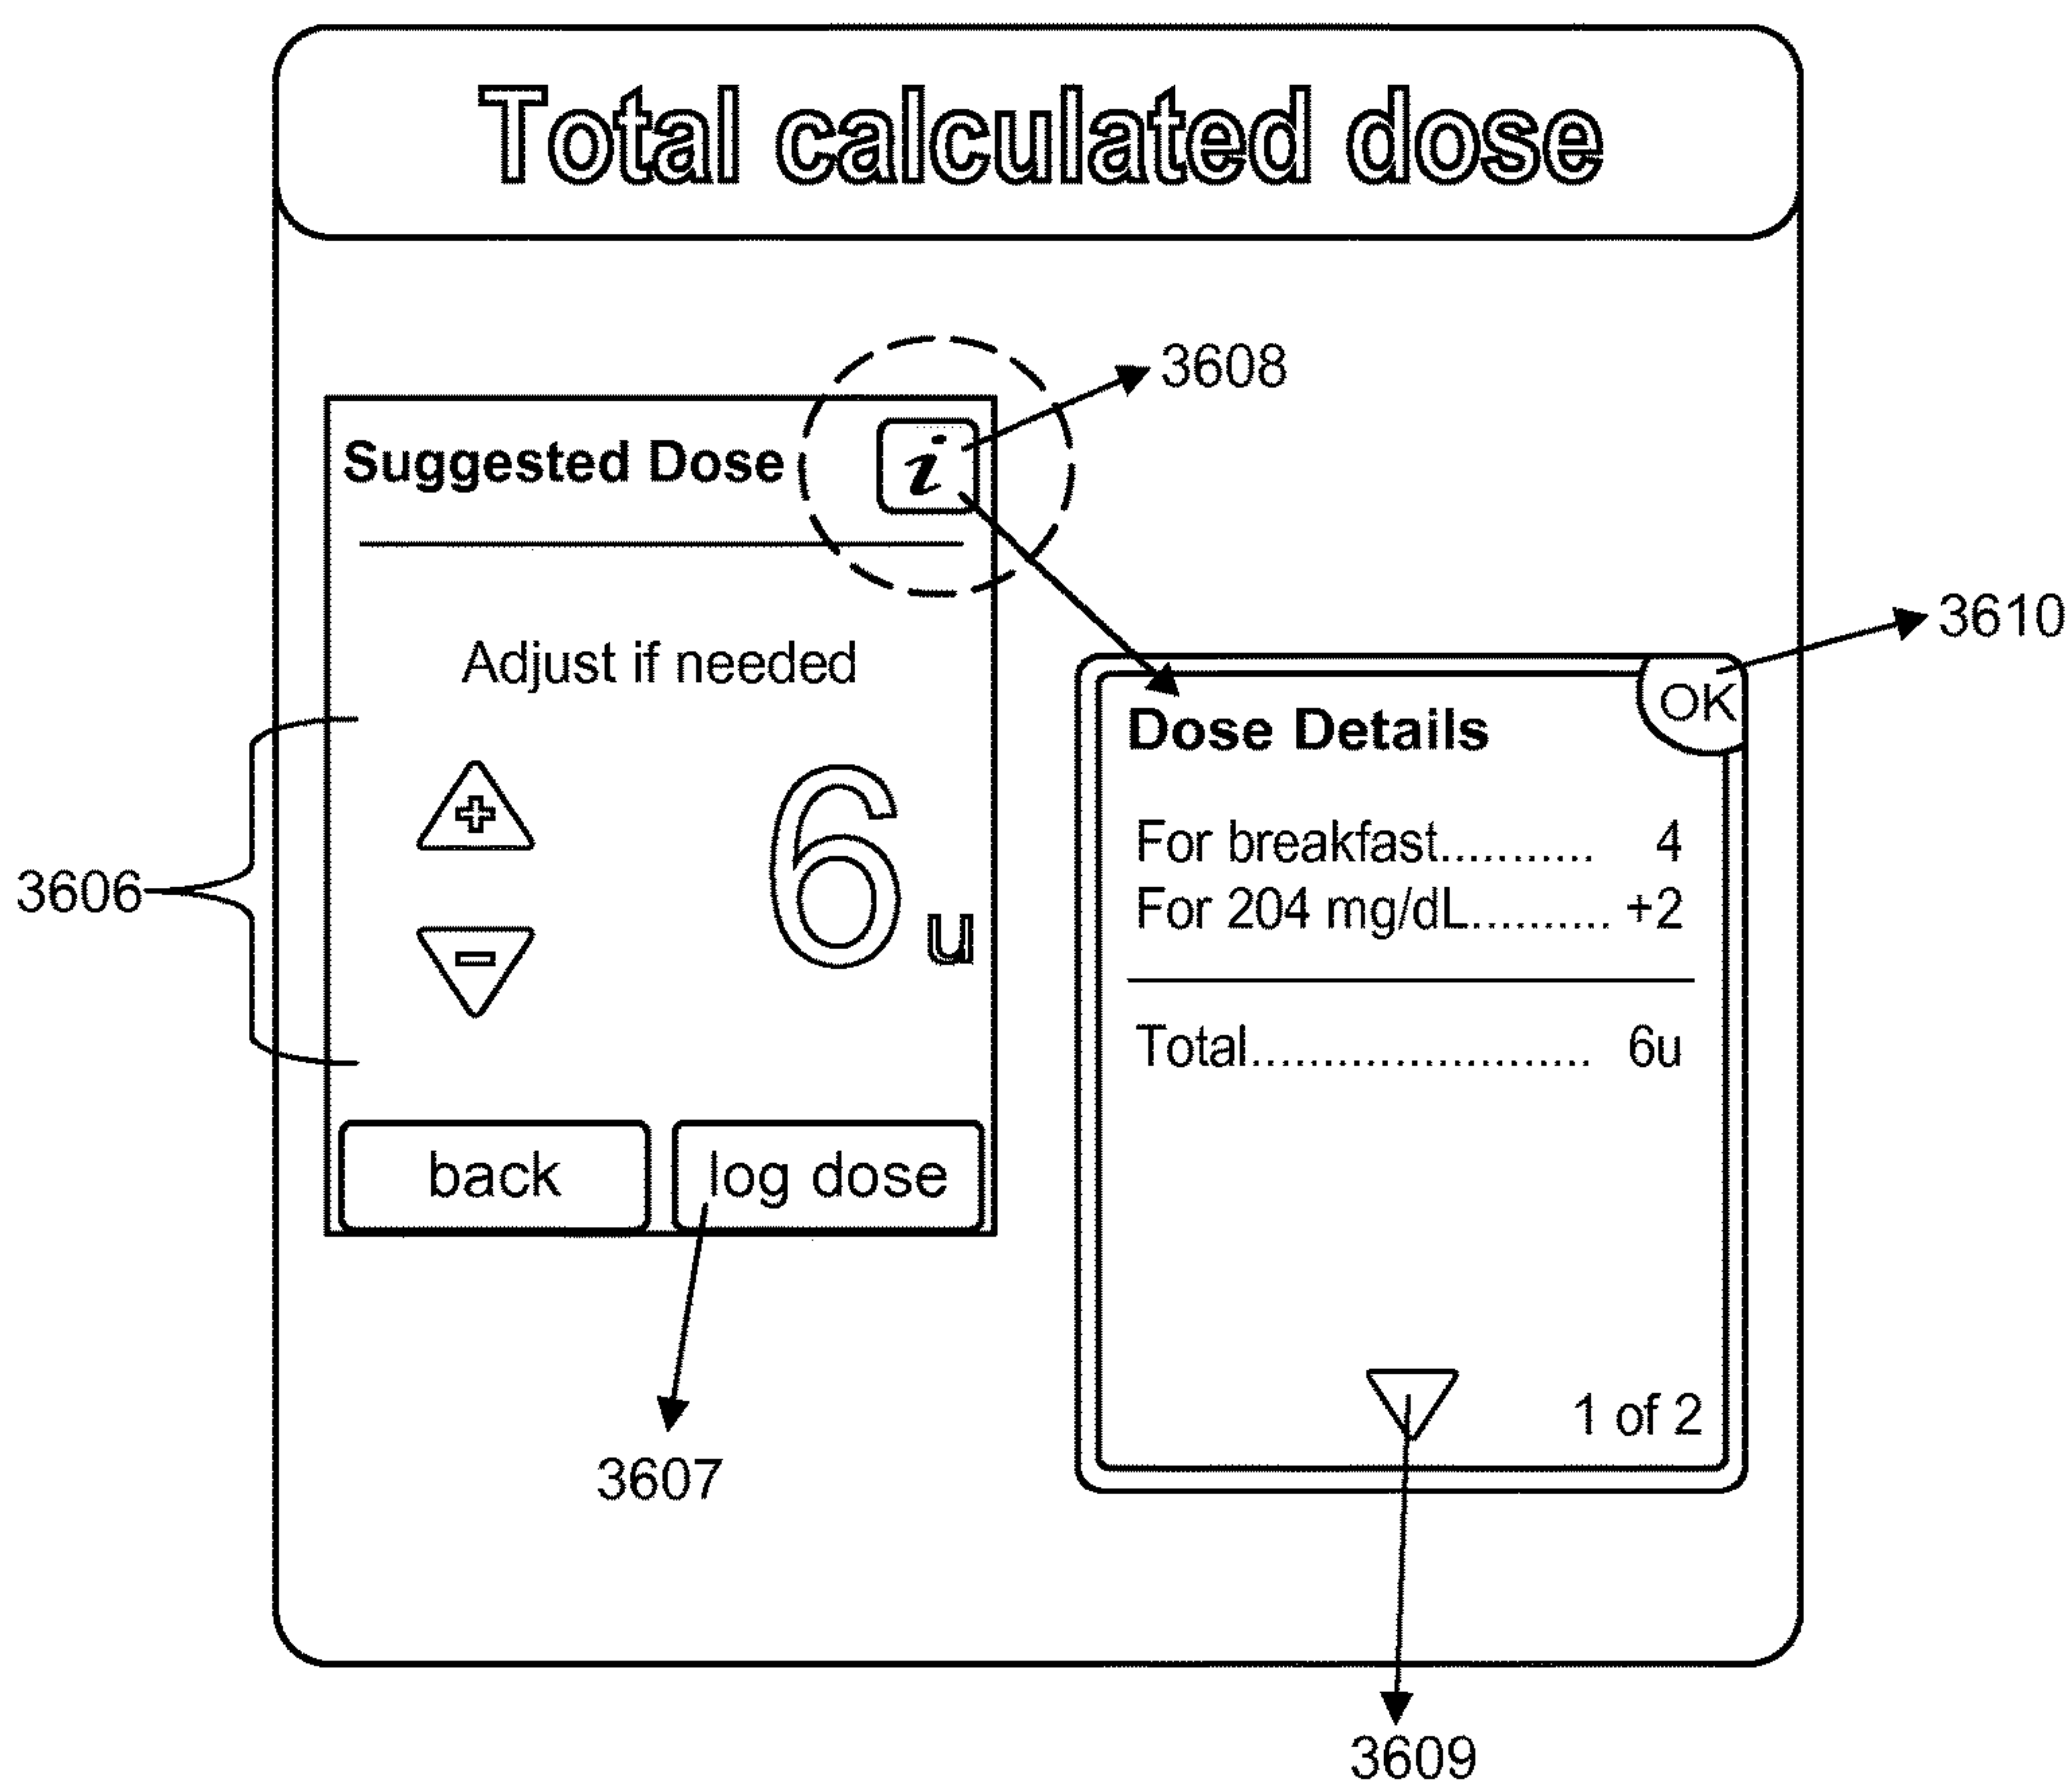 Total calculated dose
3608
Suggested Dose i
3610
Adjust if needed
OK
Dose Details
+
6 u
3606
-
For breakfast........... 4
For 204 mg/dL.......... +2
Total........................ 6u
back
log dose
1 of 2
3607
3609